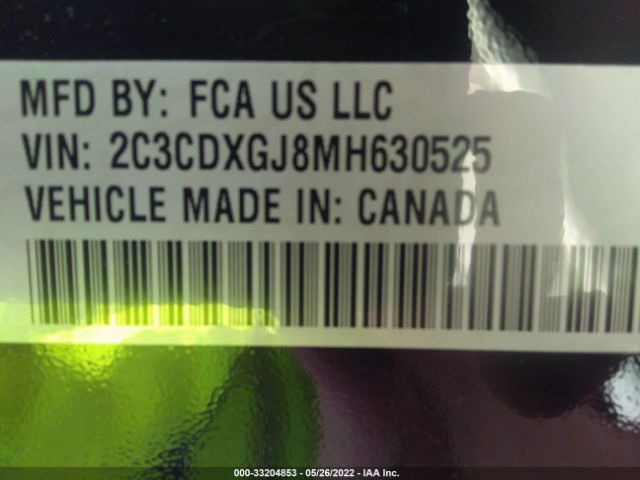 MFD BY: FCA US LLC
VIN: 2C3CDXGJ8MH630525
VEHICLE MADE IN: CANADA
000-33204853 - 05/26/2022 - IAA Inc.